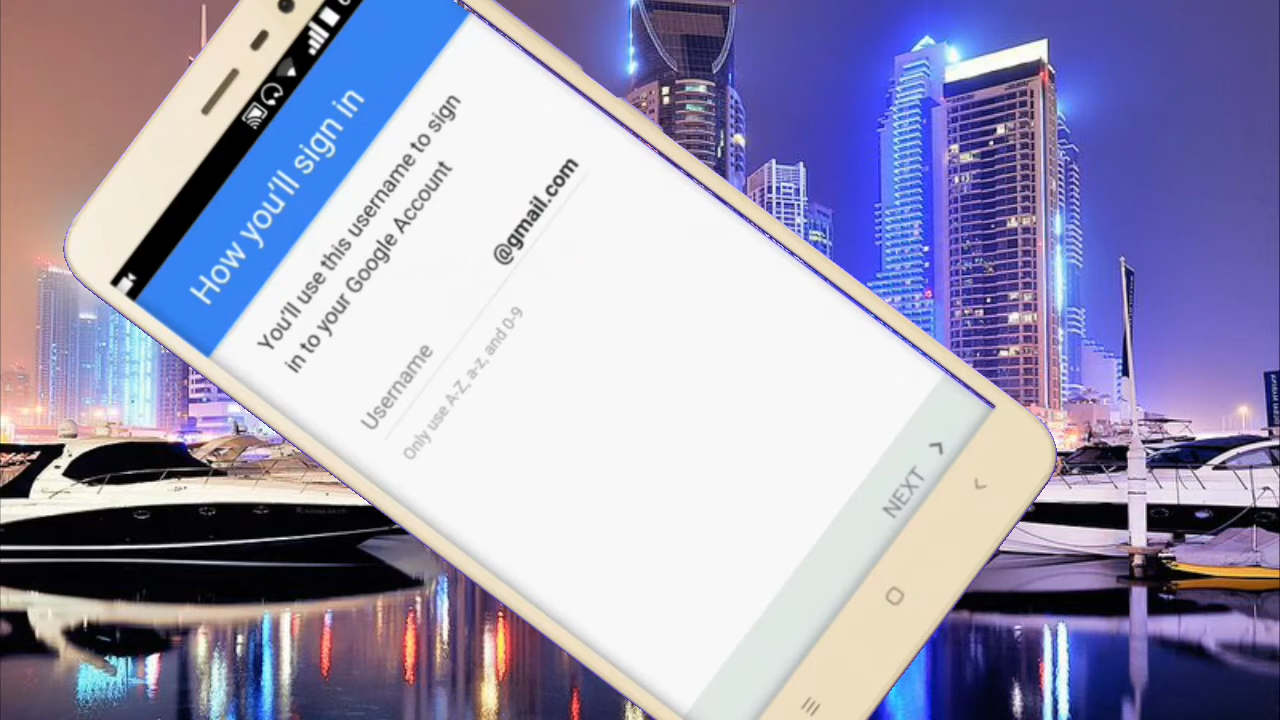 How you'll sign in
You'll use this username to sign
in to your Google Account
Username @gmail.com
Only use A-Z, a-z, and 0-9
NEXT